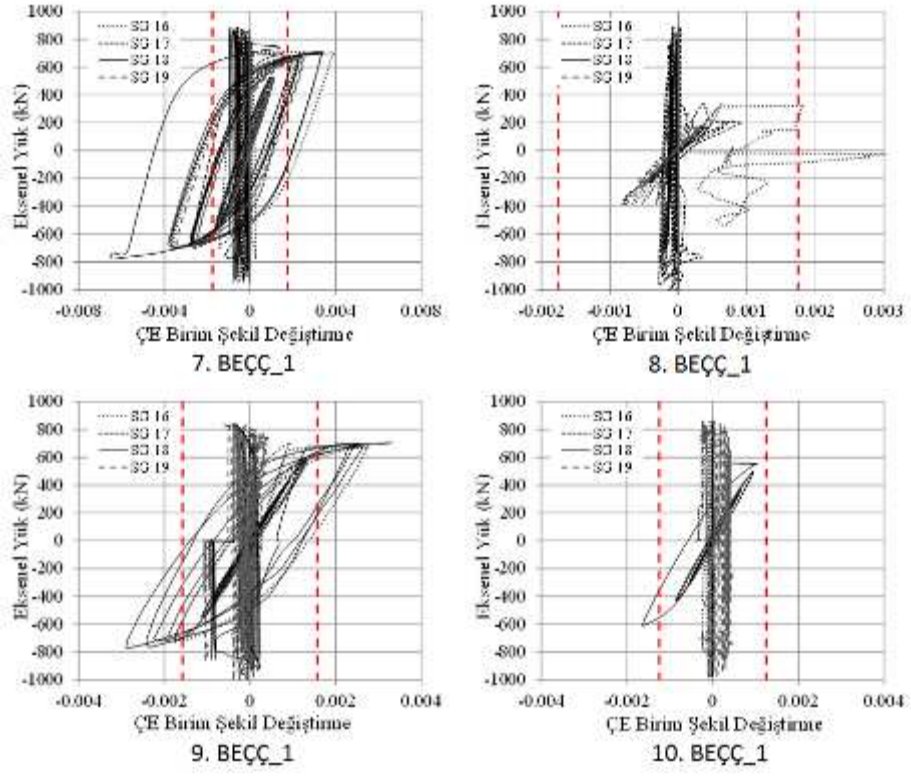 1000
800
600
400
200
0
-200
-400
-600
-800
-1000
Eksenel Yük (kN)
SG 16
SG 17
SG 18
SG 19
-0.008 -0.004 0 0.004 0.008
ÇE Birim Şekil Değiştirme
7. BEÇÇ_1
1000
800
600
400
200
0
-200
-400
-600
-800
-1000
Eksenel Yük (kN)
SG 16
SG 17
SG 18
SG 19
-0.002 -0.001 0 0.001 0.002 0.003
ÇE Birim Şekil Değiştirme
8. BEÇÇ_1
1000
800
600
400
200
0
-200
-400
-600
-800
-1000
Eksenel Yük (kN)
SG 16
SG 17
SG 18
SG 19
-0.004 -0.002 0 0.002 0.004
ÇE Birim Şekil Değiştirme
9. BEÇÇ_1
1000
800
600
400
200
0
-200
-400
-600
-800
-1000
Eksenel Yük (kN)
SG 16
SG 17
SG 18
SG 19
-0.004 -0.002 0 0.002 0.004
ÇE Birim Şekil Değiştirme
10. BEÇÇ_1